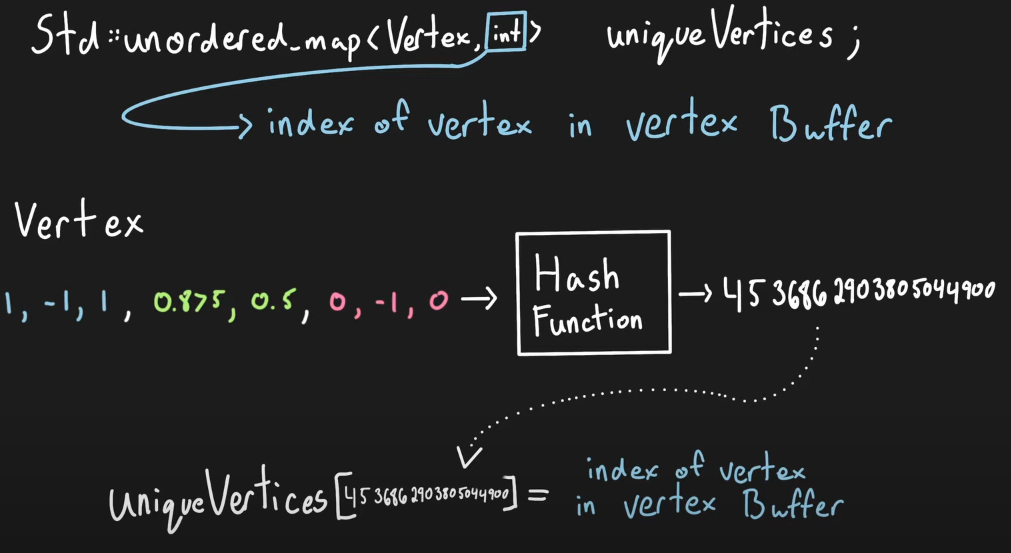 Std::unordered_map<Vertex, int> uniqueVertices;
index of vertex in vertex Buffer
Vertex
1, -1, 1, 0.875, 0.5, 0, -1, 0
Hash
Function
4536862903805044900
uniqueVertices[4536862903805044900] =
index of vertex
in vertex Buffer